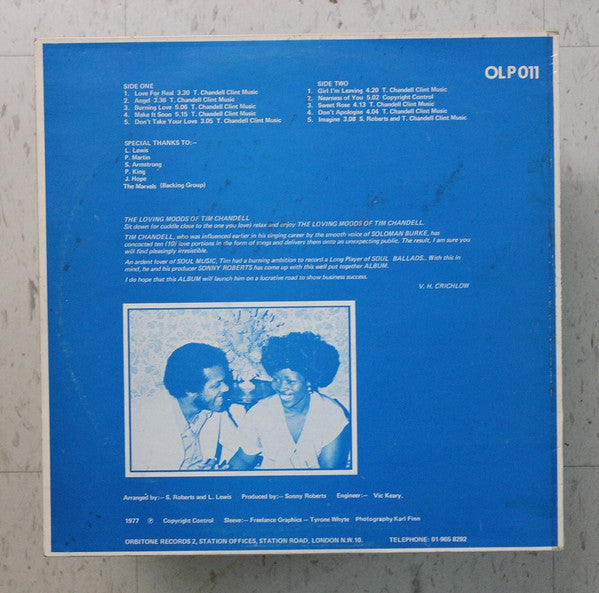 OLP 011
SIDE ONE
1. Love For Real 3.30 T. Chandell Clint Music
2. Angel 3.36 T. Chandell Clint Music
3. Burning Love 5.06 T. Chandell Clint Music
4. Make It Soon 5.15 T. Chandell Clint Music
5. Don't Take Your Love 3.05 T. Chandell Clint Music
SIDE TWO
1. Girl I'm Leaving 4.20 T. Chandell Clint Music
2. Nearness of You 5.02 Copyright Control
3. Sweet Rose 4.13 T. Chandell Clint Music
4. Don't Apologise 4.04 T. Chandell Clint Music
5. Imagine 3.08 S. Roberts and T. Chandell Clint Music
SPECIAL THANKS TO:—
L. Lewis
P. Martin
S. Armstrong
P. King
J. Hope
The Marvels (Backing Group)
THE LOVING MOODS OF TIM CHANDELL
Sit down (or cuddle close to the one you love) relax and enjoy THE LOVING MOODS OF TIM CHANDELL.
TIM CHANDELL, who was influenced earlier in his singing career by the smooth voice of SOLOMAN BURKE, has
concocted ten (10) love portions in the form of songs and delivers them onto an unexpecting public. The result, I am sure you
will find pleasingly irresistible.
An ardent lover of SOUL MUSIC, Tim had a burning ambition to record a Long Player of SOUL BALLADS.. With this in
mind, he and his producer SONNY ROBERTS has come up with this well put together ALBUM.
I do hope that this ALBUM will launch him on a lucrative road to show business success.
V. H. CRICHLOW
Arranged by:— S. Roberts and L. Lewis Produced by:— Sonny Roberts Engineer:— Vic Keary.
1977 ℗ Copyright Control Sleeve:— Freelance Graphics — Tyrone Whyte Photography Karl Finn
ORBITONE RECORDS 2, STATION OFFICES, STATION ROAD, LONDON N.W.10. TELEPHONE: 01-965 8292